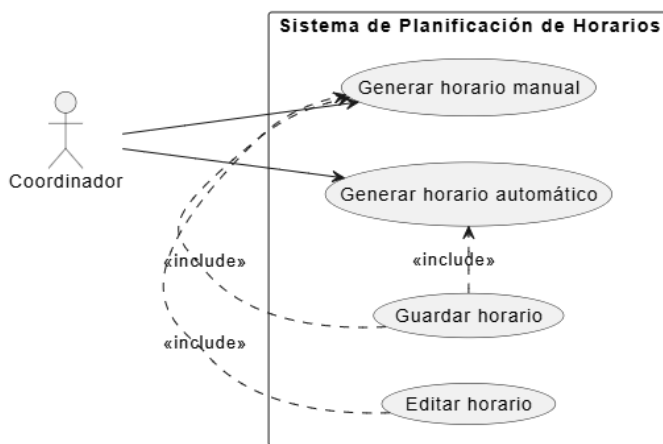 Sistema de Planificación de Horarios
Generar horario manual
Coordinador
Generar horario automático
«include»
«include»
Guardar horario
«include»
Editar horario